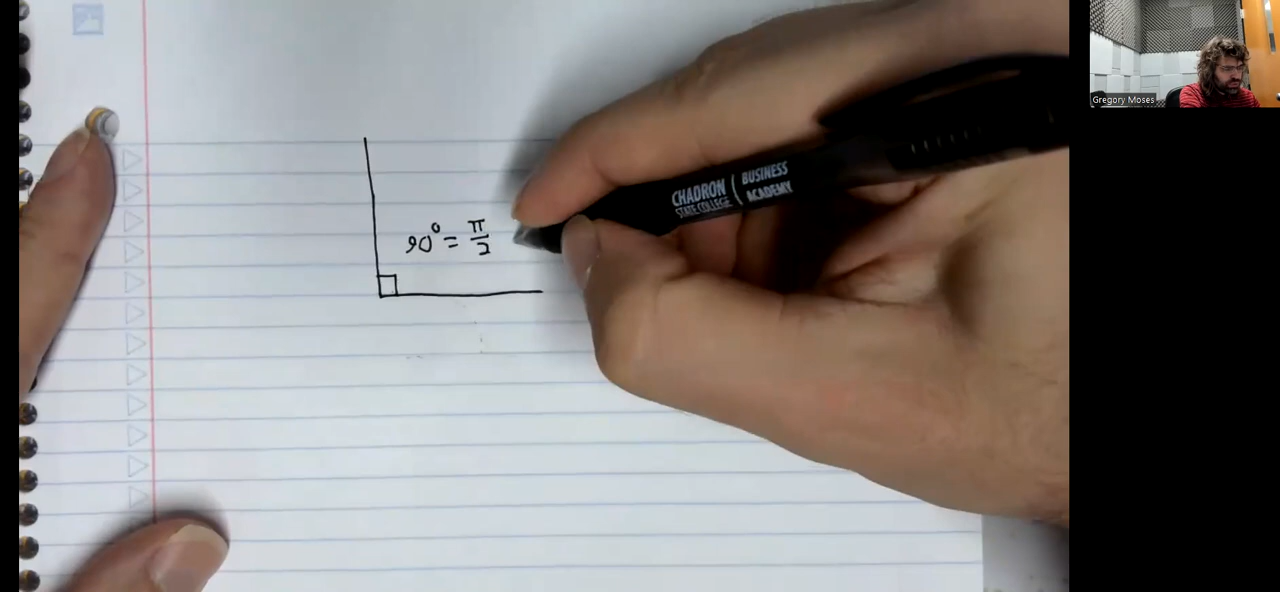 90° = π/2
CHADRON STATE COLLEGE
BUSINESS ACADEMY
Gregory Moses